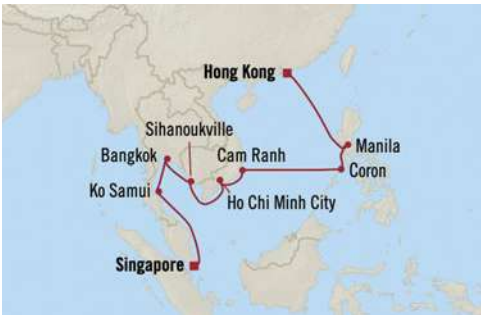 Hong Kong
Sihanoukville
Manila
Bangkok
Cam Ranh
Coron
Ko Samui
Ho Chi Minh City
Singapore